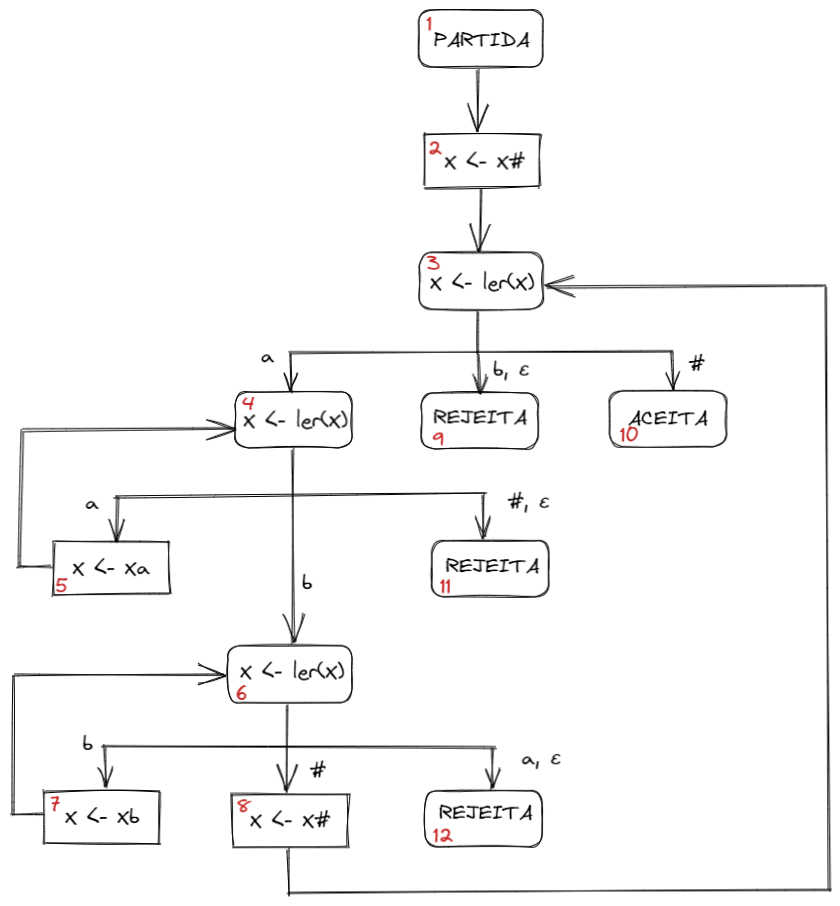 1
PARTIDA
2
x <- x#
3
x <- ler(x)
a
b, ε
#
4
x <- ler(x)
REJEITA
9
ACEITA
10
a
#, ε
5
x <- xa
REJEITA
11
b
x <- ler(x)
6
b
#
a, ε
7
x <- xb
8
x <- x#
REJEITA
12